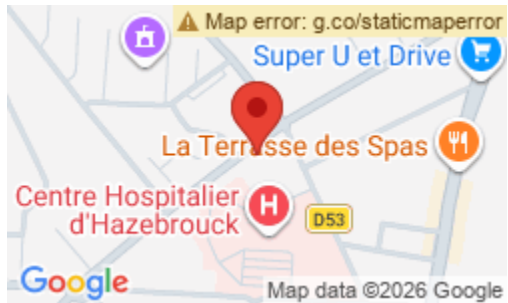 Map error: g.co/staticmaperror
Super U et Drive
La Terrasse des Spas
Centre Hospitalier
d'Hazebrouck
H
D53
Google
Map data ©2026 Google